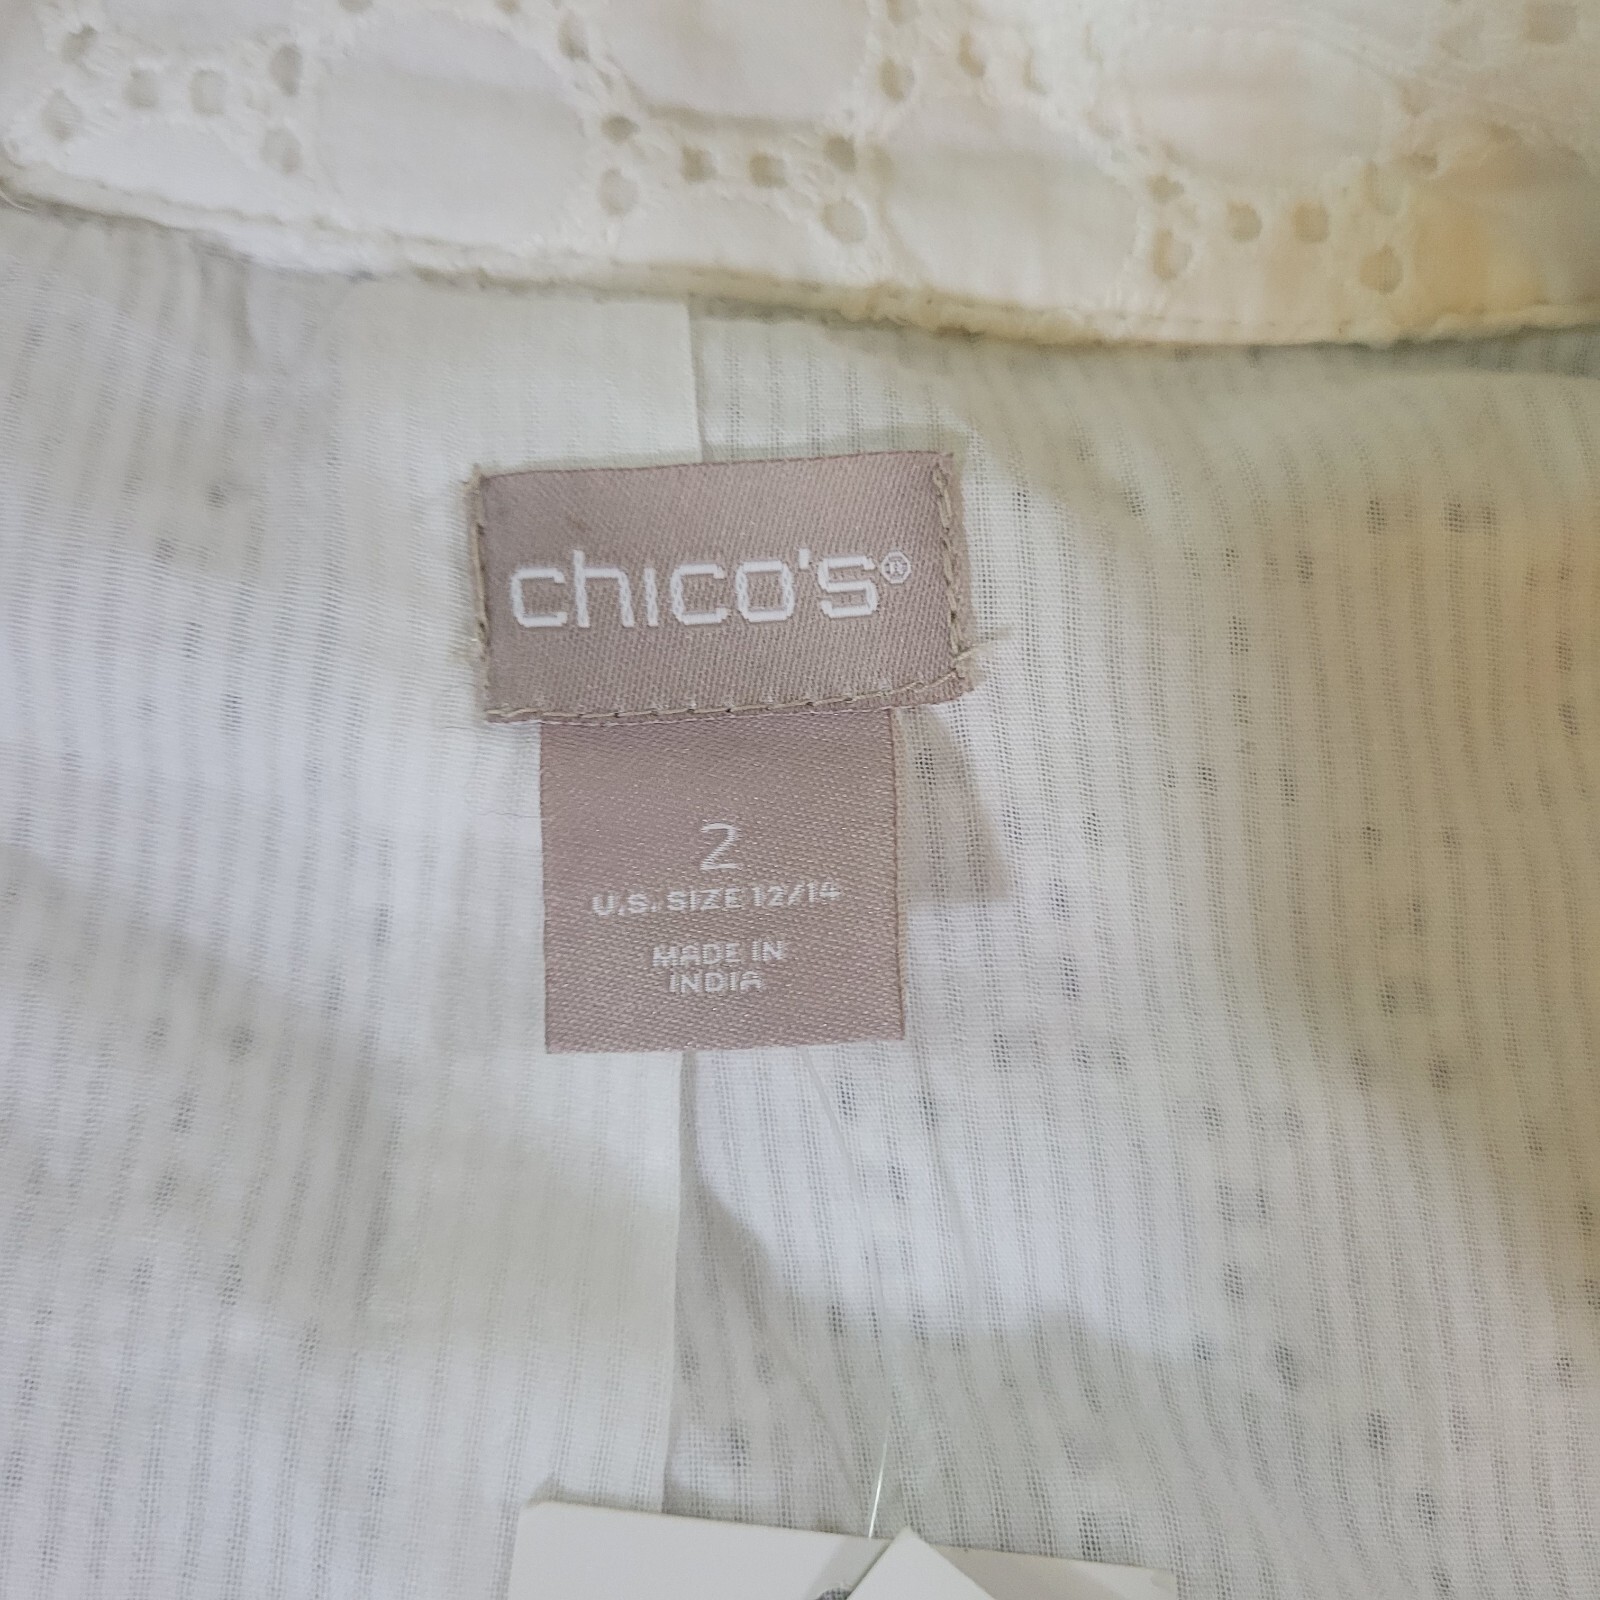 chico's®
2
U.S. SIZE 12/14
MADE IN
INDIA